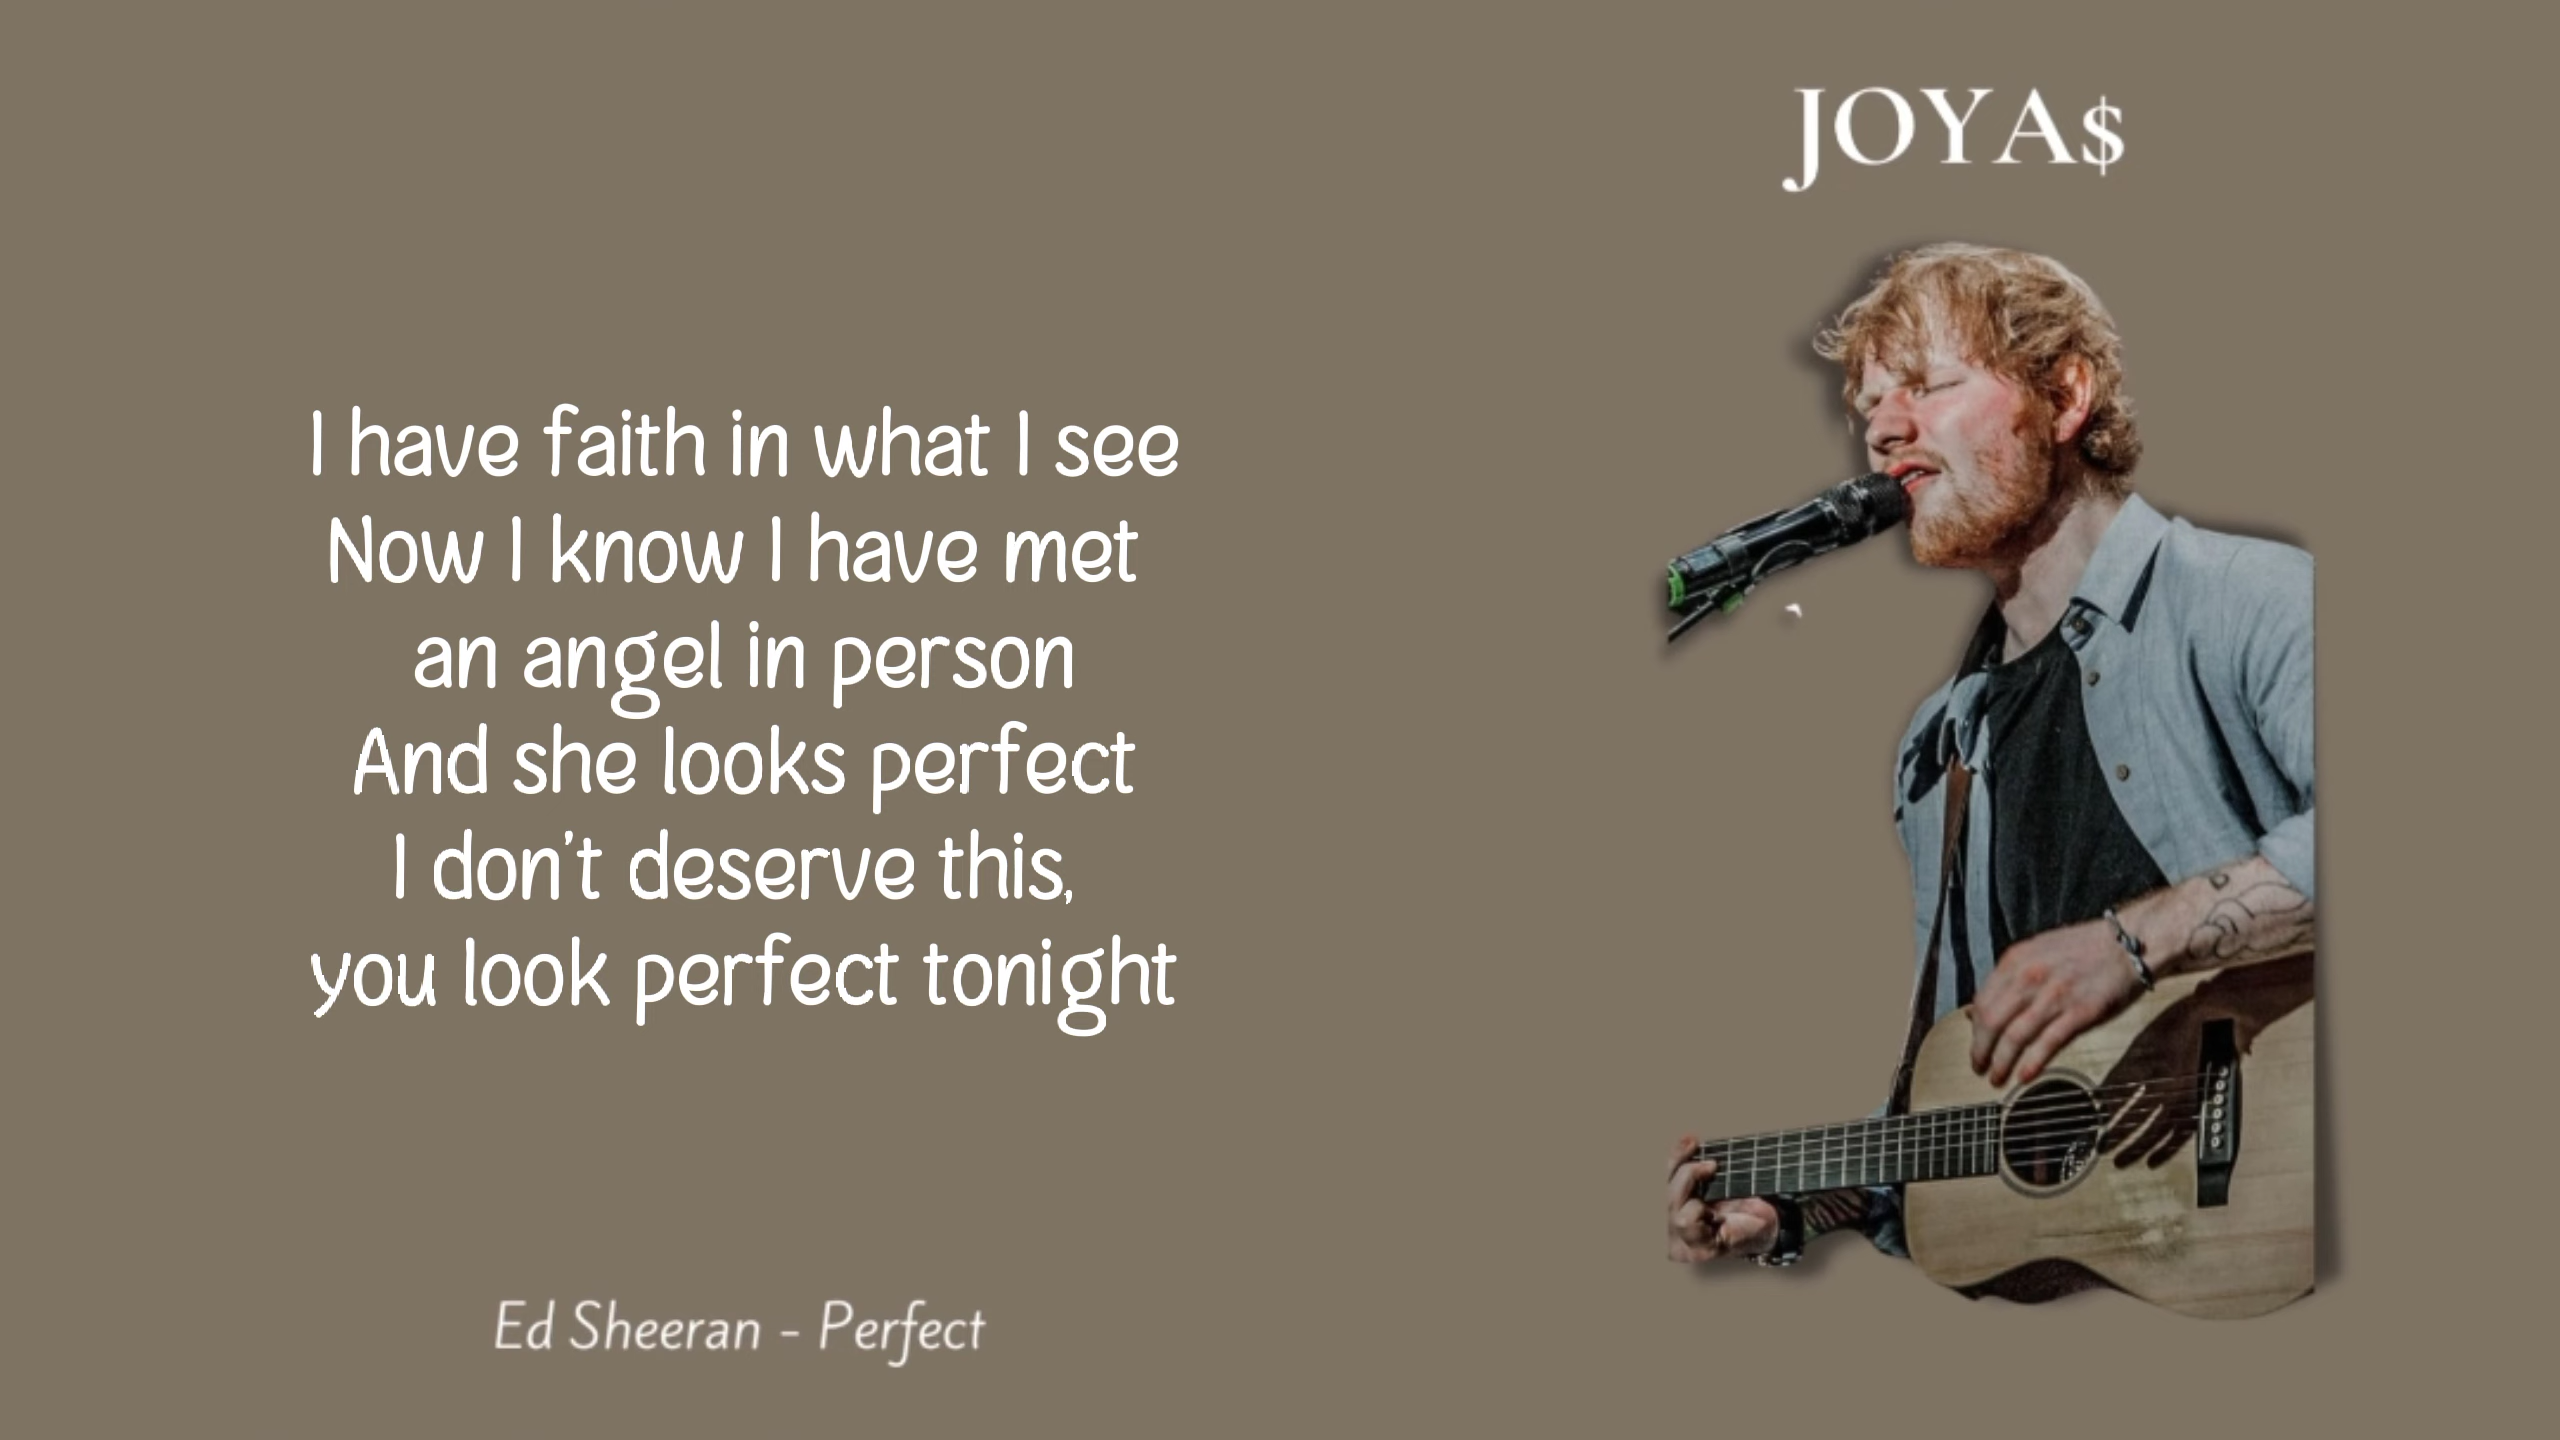 JOYA$
I have faith in what I see
Now I know I have met
an angel in person
And she looks perfect
I don't deserve this,
you look perfect tonight
Ed Sheeran - Perfect